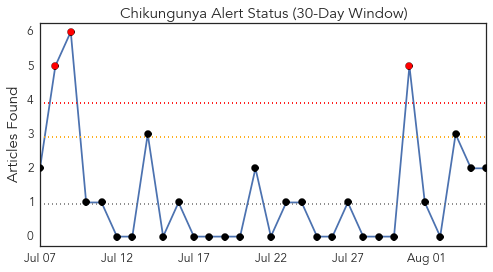 Chikungunya Alert Status (30-Day Window)
Articles Found
6
5
4
3
2
1
0
Jul 07 Jul 12 Jul 17 Jul 22 Jul 27 Aug 01